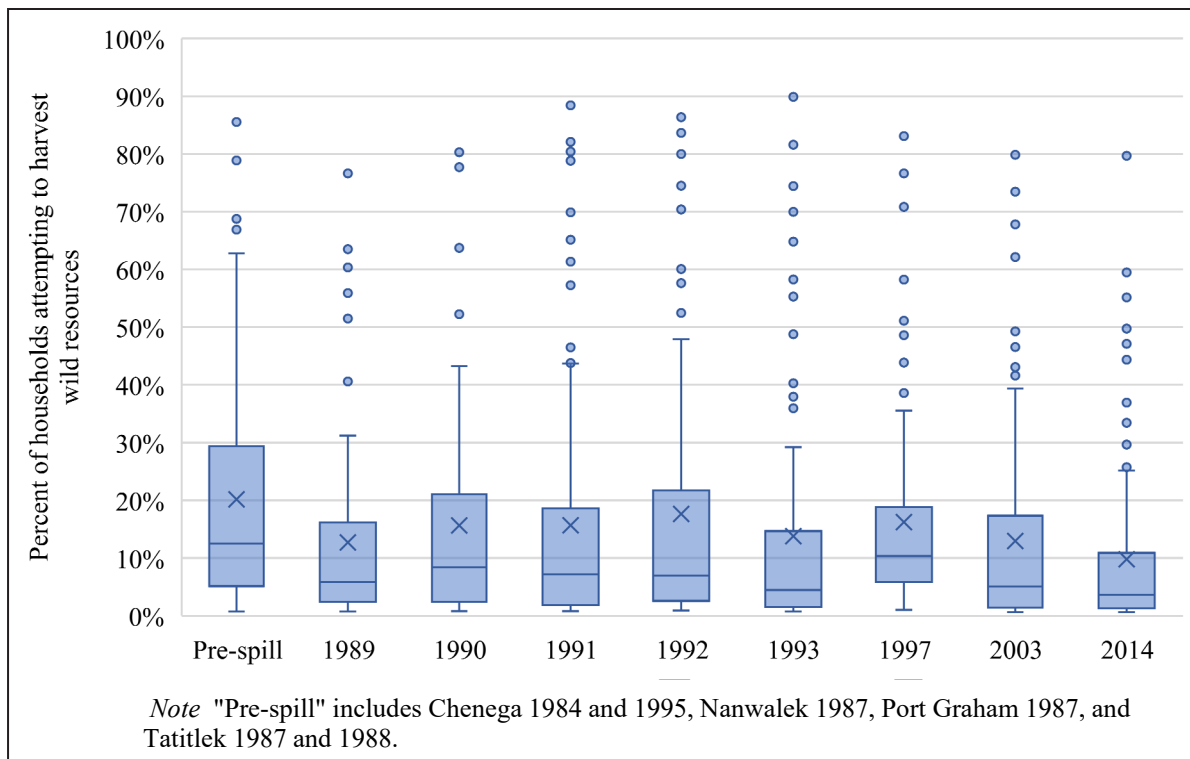 100%
90%
80%
70%
60%
50%
40%
30%
20%
10%
0%
Percent of households attempting to harvest
wild resources
Pre-spill 1989 1990 1991 1992 1993 1997 2003 2014
Note "Pre-spill" includes Chenega 1984 and 1995, Nanwalek 1987, Port Graham 1987, and
Tatitlek 1987 and 1988.